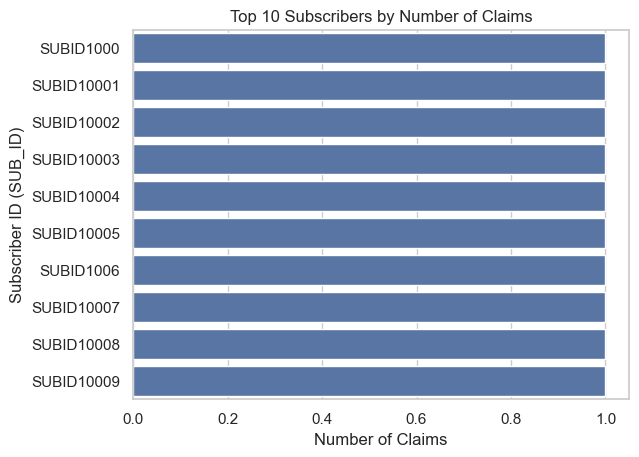 Top 10 Subscribers by Number of Claims
Subscriber ID (SUB_ID)
SUBID1000
SUBID10001
SUBID10002
SUBID10003
SUBID10004
SUBID10005
SUBID1006
SUBID10007
SUBID10008
SUBID10009
0.0 0.2 0.4 0.6 0.8 1.0
Number of Claims